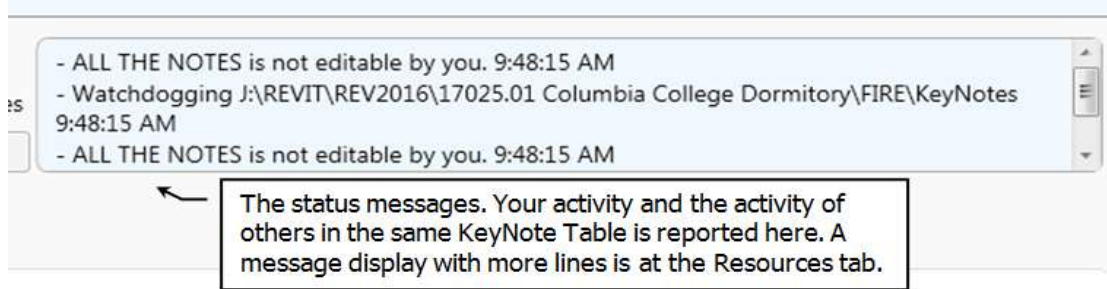 - ALL THE NOTES is not editable by you. 9:48:15 AM
- Watchdogging J:\REVIT\REV2016\17025.01 Columbia College Dormitory\FIRE\KeyNotes
es
9:48:15 AM
- ALL THE NOTES is not editable by you. 9:48:15 AM
The status messages. Your activity and the activity of
others in the same KeyNote Table is reported here. A
message display with more lines is at the Resources tab.